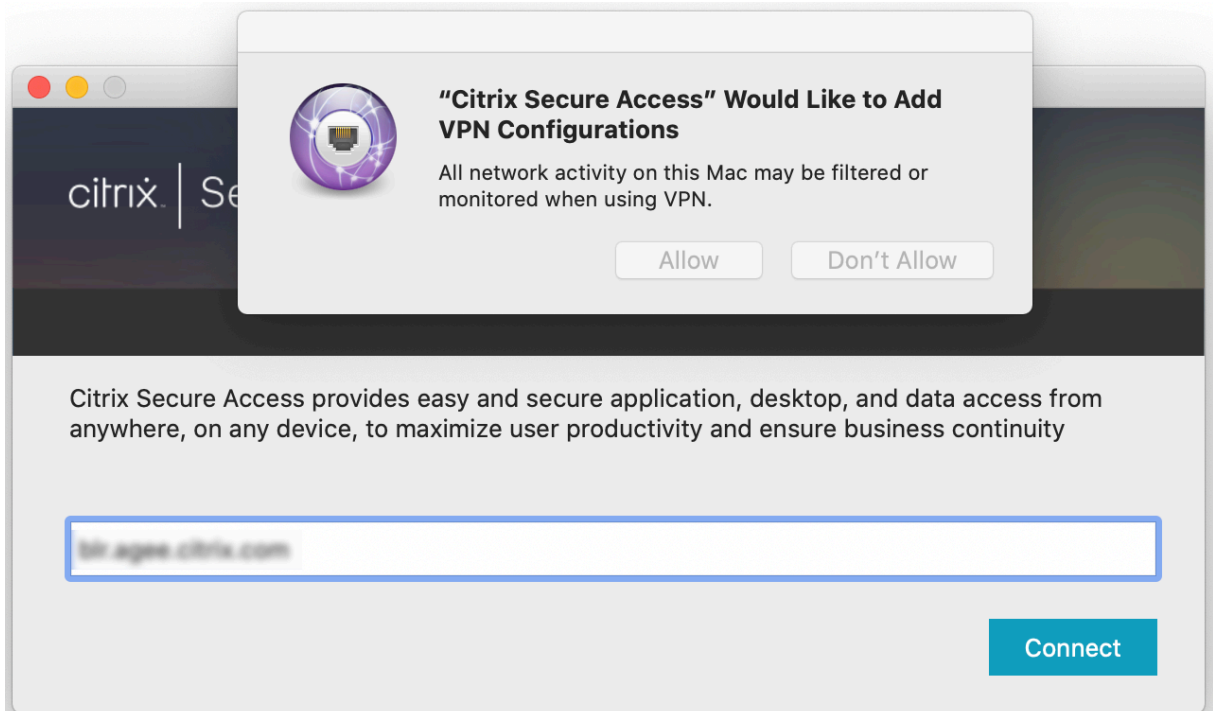 “Citrix Secure Access” Would Like to Add
VPN Configurations
All network activity on this Mac may be filtered or
monitored when using VPN.
Allow Don’t Allow
citrix. Se
Citrix Secure Access provides easy and secure application, desktop, and data access from
anywhere, on any device, to maximize user productivity and ensure business continuity
Connect